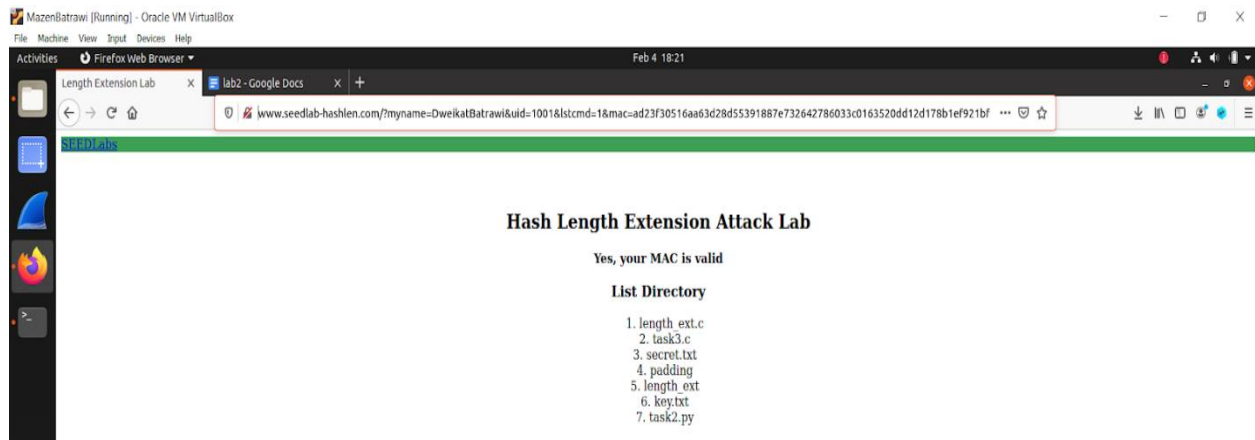 MazenBatrawi [Running] - Oracle VM VirtualBox
File Machine View Input Devices Help
Activities Firefox Web Browser Feb 4 18:21
Length Extension Lab lab2 - Google Docs
www.seedlab-hashlen.com/?myname=DweikatBatrawi&uid=1001&lstcmd=1&mac=ad23f30516aa63d28d55391887e732642786033c0163520dd12d178b1ef921bf
SEEDLabs
Hash Length Extension Attack Lab
Yes, your MAC is valid
List Directory
1. length_ext.c
2. task3.c
3. secret.txt
4. padding
5. length_ext
6. key.txt
7. task2.py